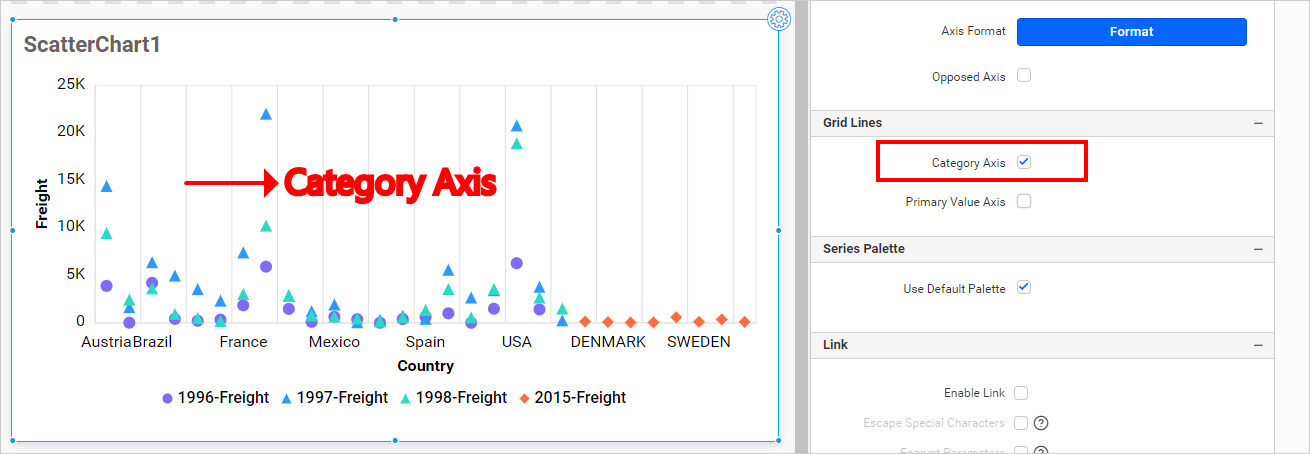 ScatterChart1
25K
20K
15K
10K
5K
0
Freight
Category Axis
Austria Brazil France Mexico Spain USA DENMARK SWEDEN
Country
1996-Freight 1997-Freight 1998-Freight 2015-Freight
Axis Format Format
Opposed Axis
Grid Lines
Category Axis
Primary Value Axis
Series Palette
Use Default Palette
Link
Enable Link
Escape Special Characters ?
Encrypt Parameters ?